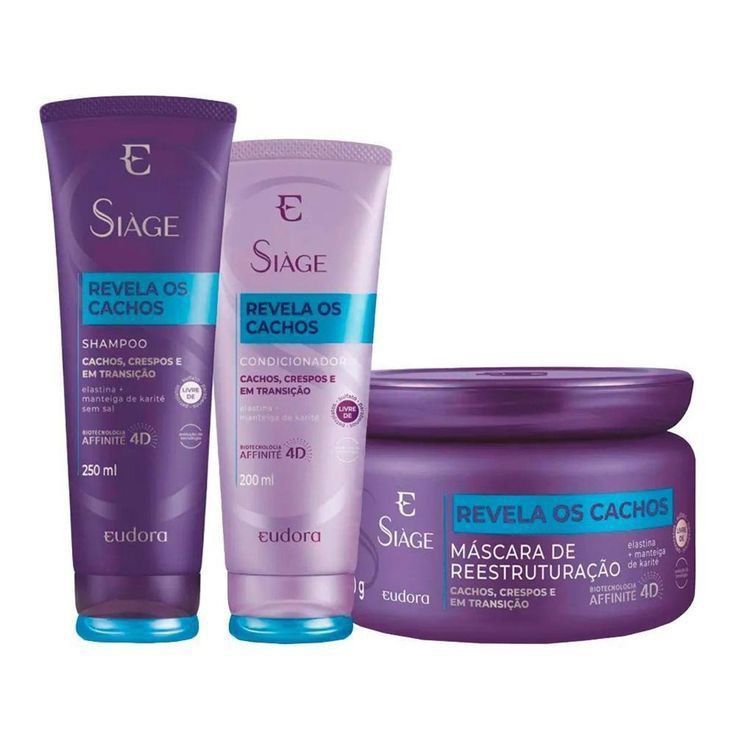 E
SIÀGE
REVELA OS
CACHOS
SHAMPOO
CACHOS, CRESPOS E
EM TRANSIÇÃO
elastina +
manteiga de karité
sem sal
LIVRE
DE
BIOTECNOLOGIA
AFFINITÉ 4D
250 ml
eudora
E
SIÀGE
REVELA OS
CACHOS
CONDICIONADOR
CACHOS, CRESPOS E
EM TRANSIÇÃO
elastina +
manteiga de karité
LIVRE
DE
BIOTECNOLOGIA
AFFINITÉ 4D
200 ml
eudora
E
SIÀGE
eudora
REVELA OS CACHOS
MÁSCARA DE
REESTRUTURAÇÃO
CACHOS, CRESPOS E
EM TRANSIÇÃO
elastina
+ manteiga
de karité
BIOTECNOLOGIA
AFFINITÉ 4D
g